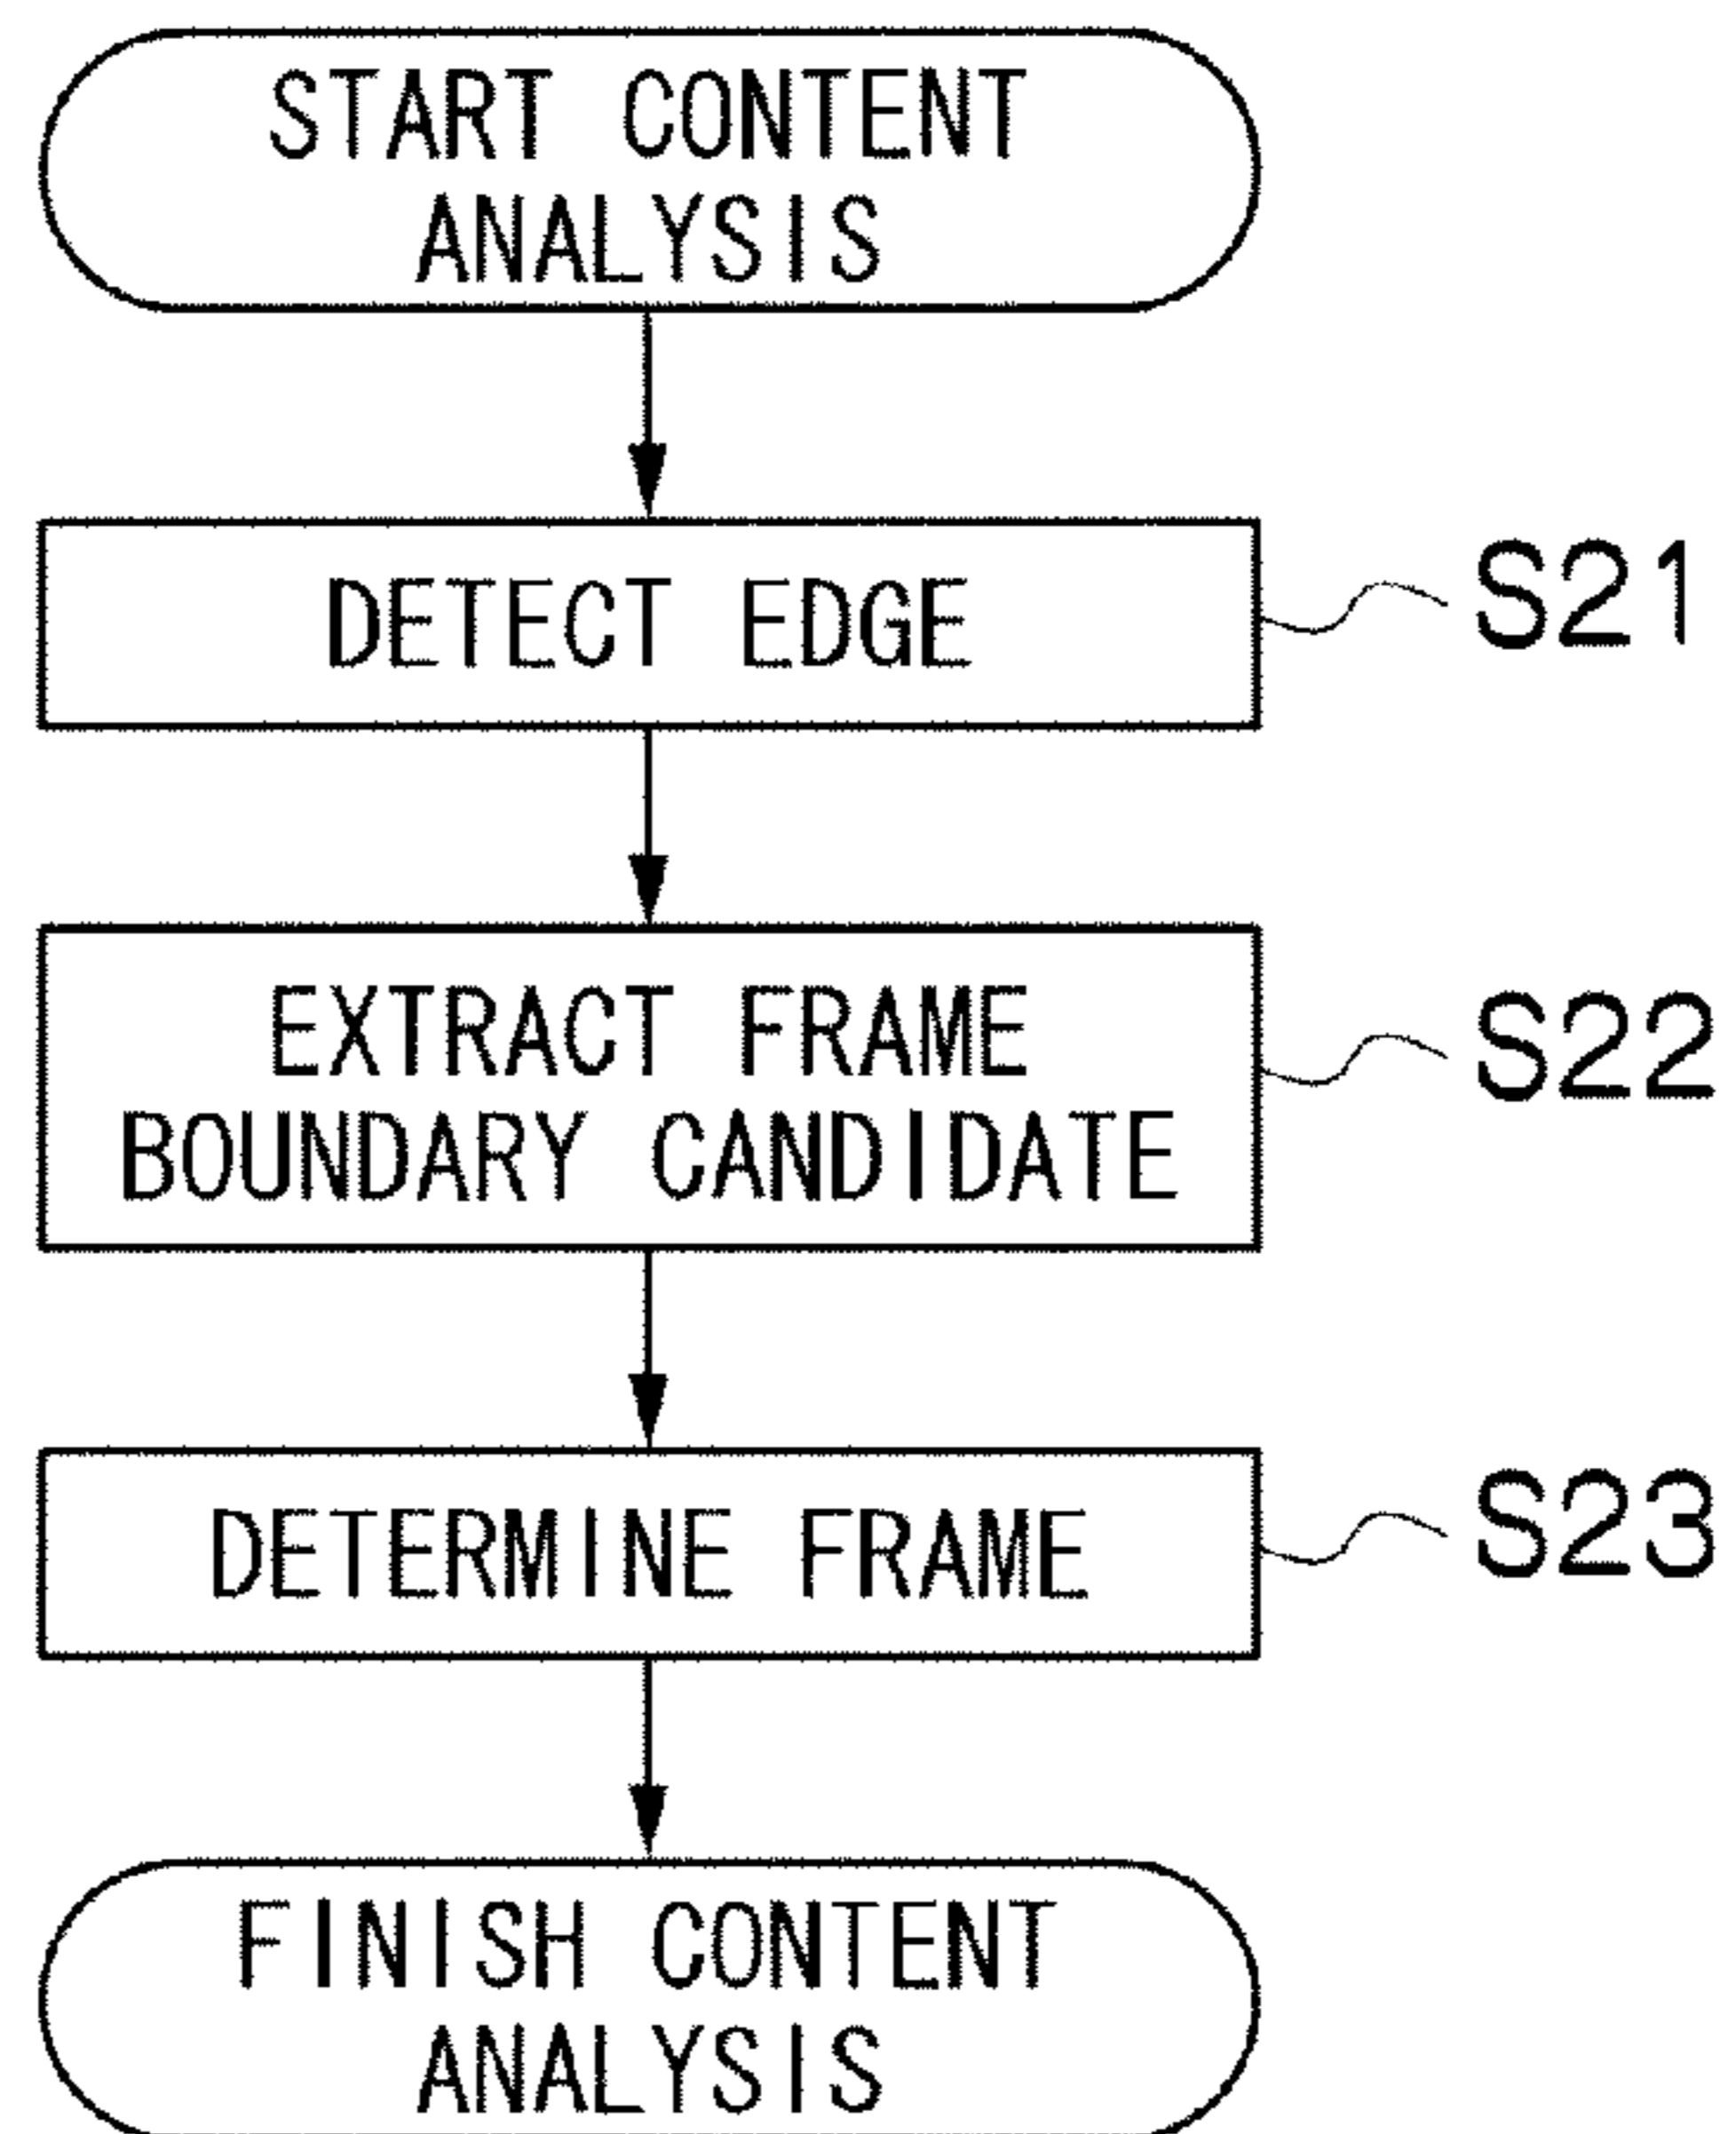 START CONTENT
ANALYSIS
DETECT EDGE
S21
EXTRACT FRAME
BOUNDARY CANDIDATE
S22
DETERMINE FRAME
S23
FINISH CONTENT
ANALYSIS